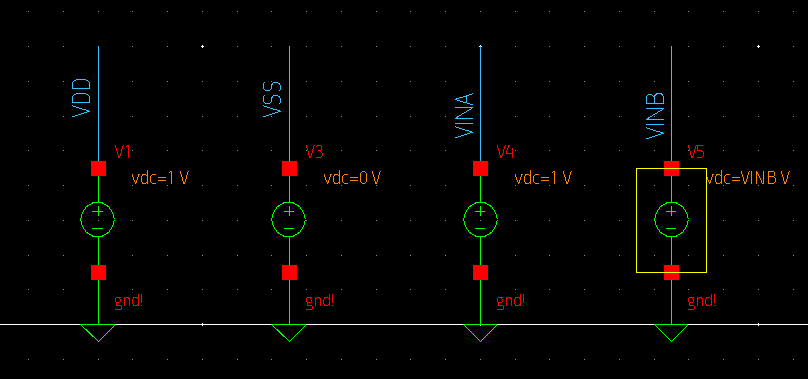 VDD
VSS
VINA
VINB
V1
V3
V4
V5
vdc=1 V
vdc=0 V
vdc=1 V
vdc=VINB V
gnd!
gnd!
gnd!
gnd!